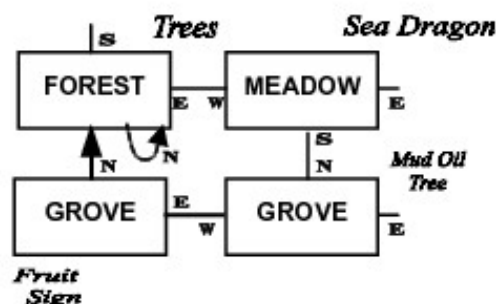 S
Trees
Sea Dragon
FOREST
MEADOW
E
W
E
N
S
N
N
Mud Oil
Tree
GROVE
E
W
GROVE
E
Fruit
Sign